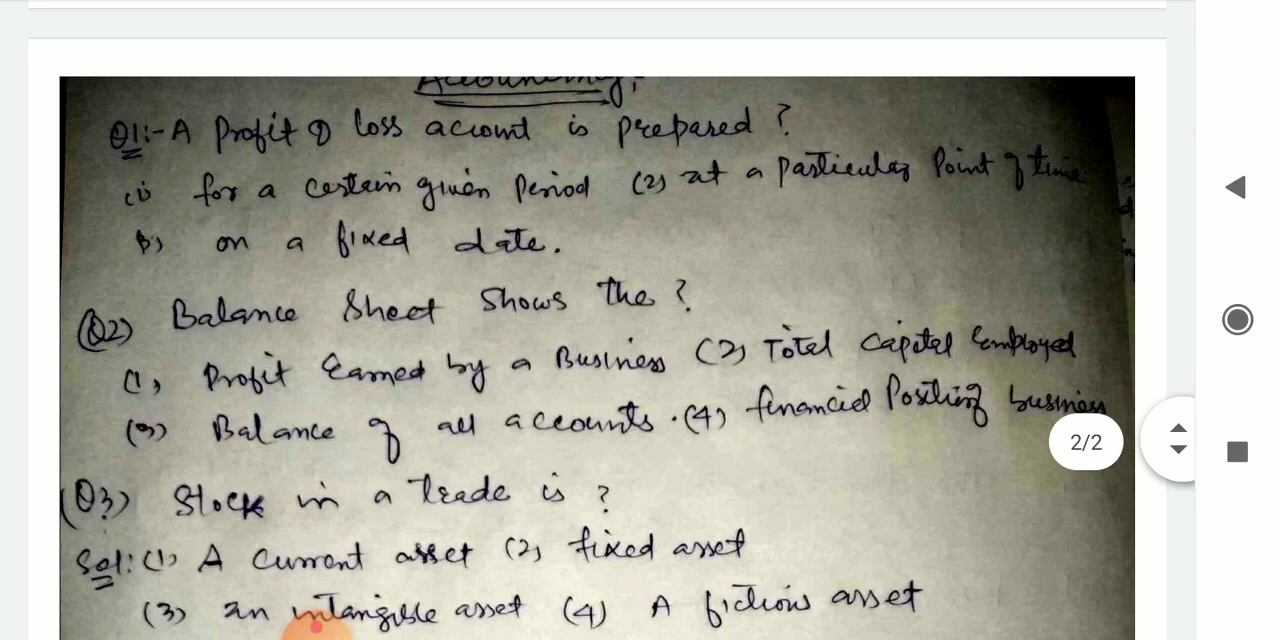 Accounting:-
Q1:- A Profit & loss account is prepared?
(i) for a certain given Period (2) at a particular Point of time
(3) on a fixed date.
(Q2) Balance Sheet Shows the?
(1) Profit Earned by a Business (2) Total Capital Employed
(3) Balance of all accounts. (4) financial Position of business
2/2
(Q3) Stock in a trade is?
Sol: (1) A Current asset (2) fixed asset
(3) an intangible asset (4) A fictious asset